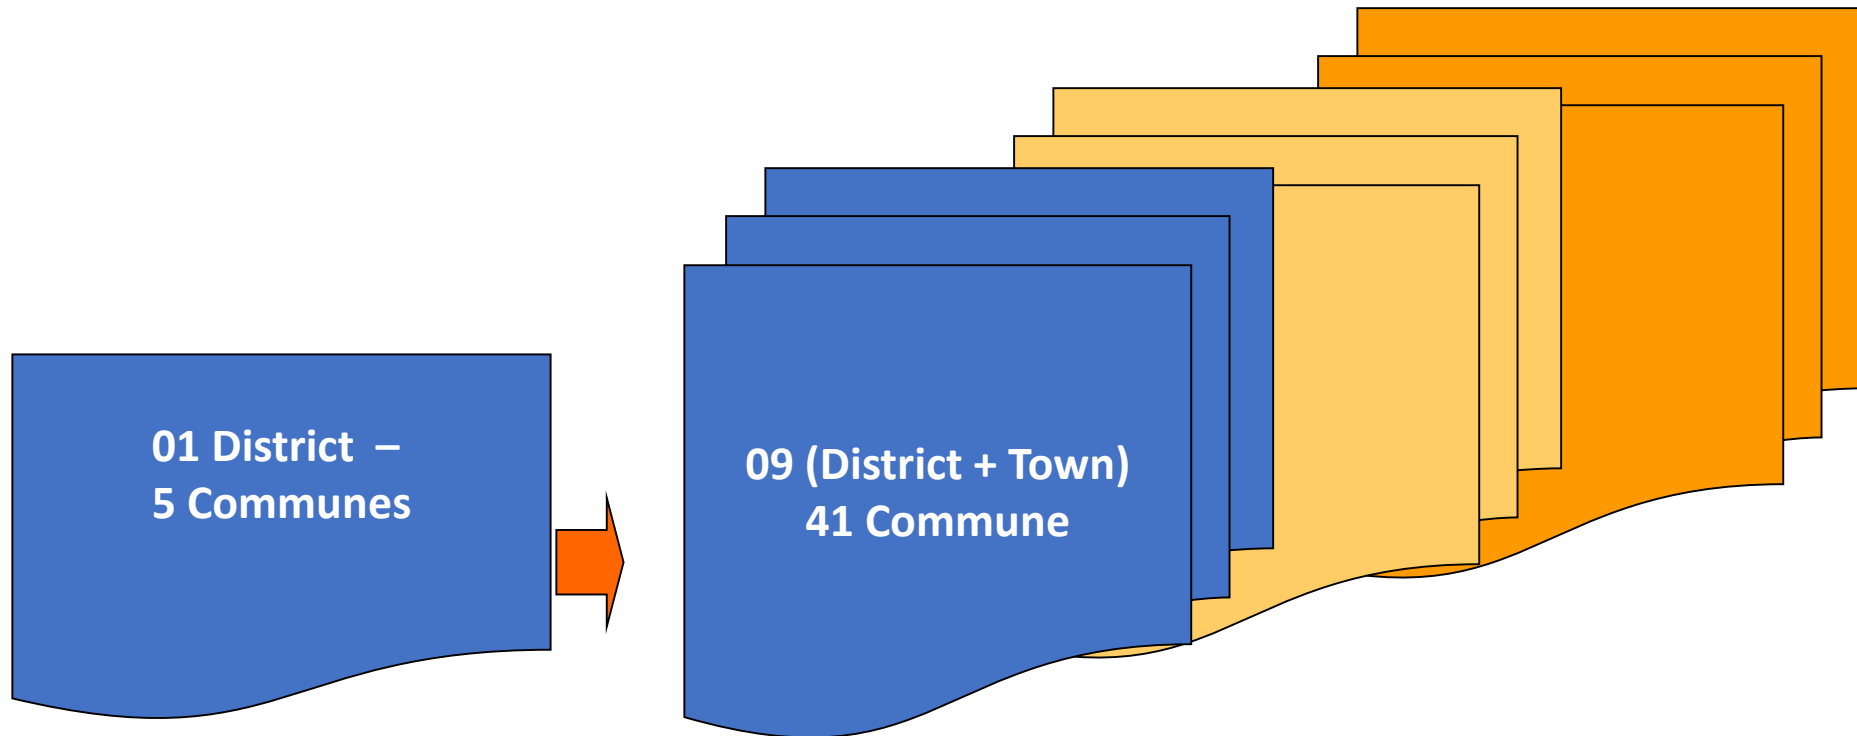 01 District –
5 Communes
09 (District + Town)
41 Commune